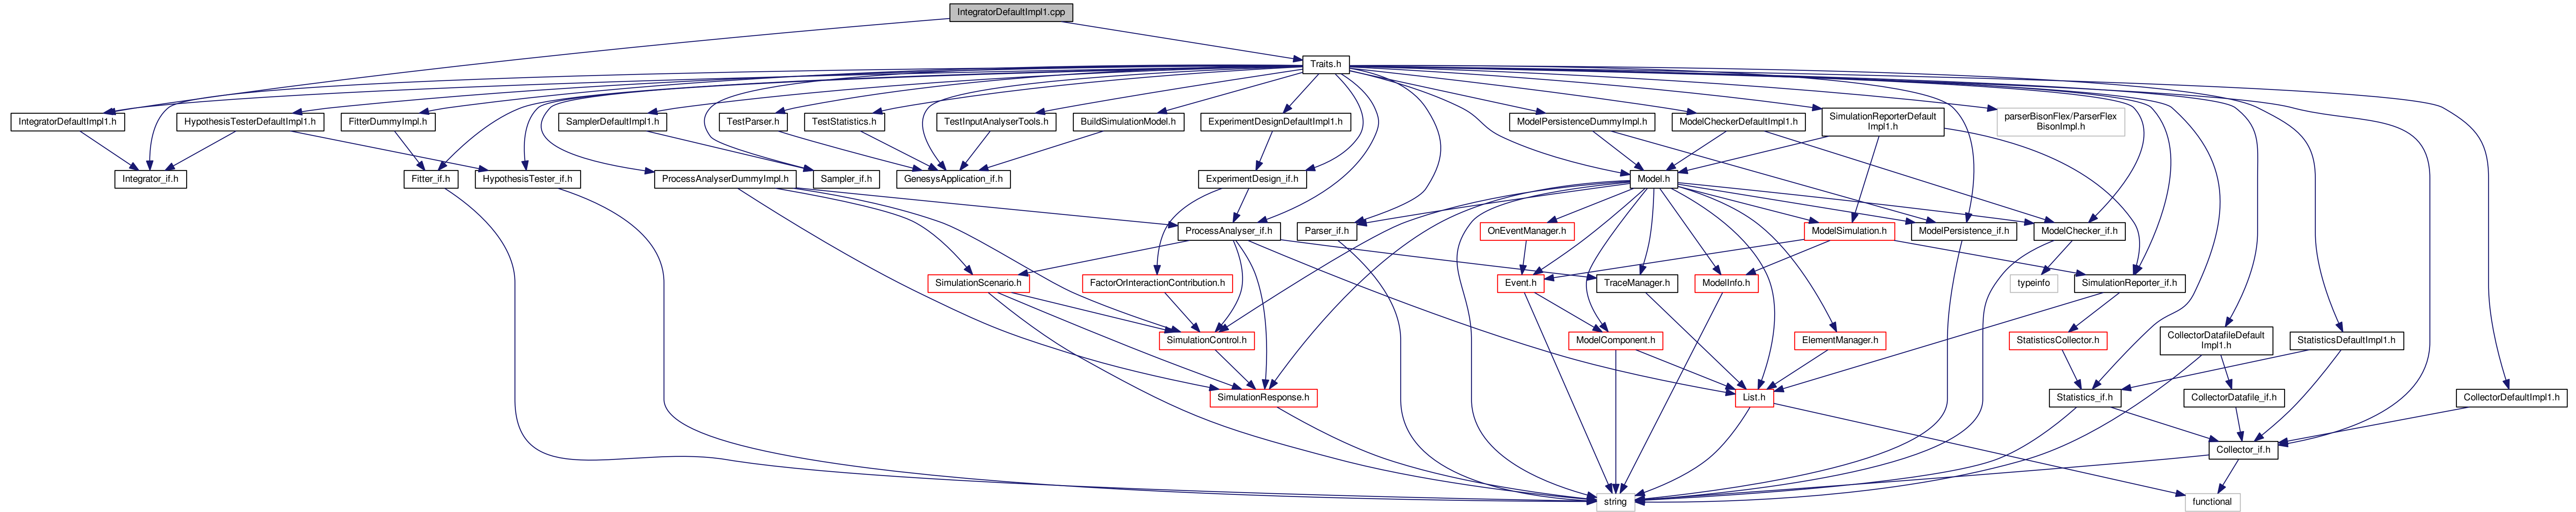 IntegratorDefaultImpl1.cpp
Traits.h
IntegratorDefaultImpl1.h
HypothesisTesterDefaultImpl1.h
FitterDummyImpl.h
SamplerDefaultImpl1.h
TestParser.h
TestStatistics.h
TestInputAnalyserTools.h
BuildSimulationModel.h
ExperimentDesignDefaultImpl1.h
ModelPersistenceDummyImpl.h
ModelCheckerDefaultImpl1.h
SimulationReporterDefault
Impl1.h
parserBisonFlex/ParserFlex
BisonImpl.h
Integrator_if.h
Fitter_if.h
HypothesisTester_if.h
ProcessAnalyserDummyImpl.h
Sampler_if.h
GenesysApplication_if.h
ExperimentDesign_if.h
Model.h
ProcessAnalyser_if.h
Parser_if.h
OnEventManager.h
ModelSimulation.h
ModelPersistence_if.h
ModelChecker_if.h
SimulationScenario.h
FactorOrInteractionContribution.h
Event.h
TraceManager.h
ModelInfo.h
typeinfo
SimulationReporter_if.h
SimulationControl.h
ModelComponent.h
ElementManager.h
StatisticsCollector.h
CollectorDatafileDefault
Impl1.h
StatisticsDefaultImpl1.h
SimulationResponse.h
List.h
Statistics_if.h
CollectorDatafile_if.h
CollectorDefaultImpl1.h
Collector_if.h
string
functional